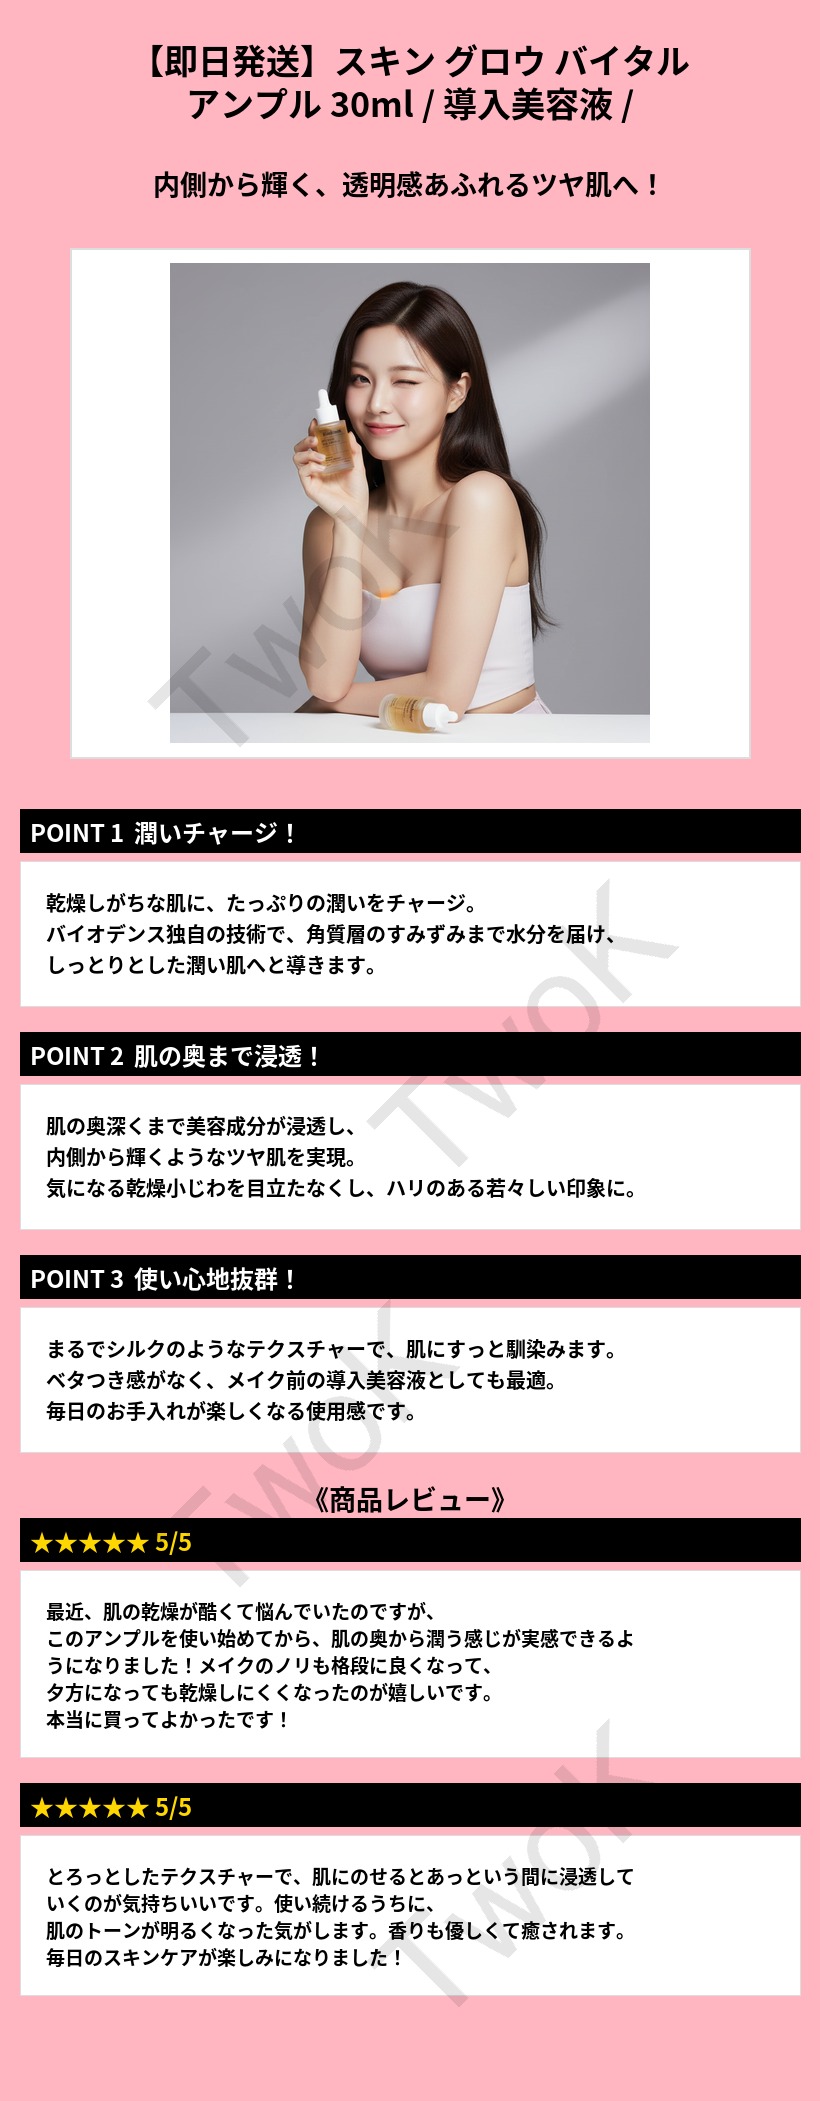 【即日発送】スキン グロウ バイタル
アンプル 30ml / 導入美容液 /
内側から輝く、透明感あふれるツヤ肌へ！
TwoK
POINT 1 潤いチャージ！
乾燥しがちな肌に、たっぷりの潤いをチャージ。
バイオデンス独自の技術で、角質層のすみずみまで水分を届け、
しっとりとした潤い肌へと導きます。
TwoK
POINT 2 肌の奥まで浸透！
肌の奥深くまで美容成分が浸透し、
内側から輝くようなツヤ肌を実現。
気になる乾燥小じわを目立たなくし、ハリのある若々しい印象に。
POINT 3 使い心地抜群！
まるでシルクのようなテクスチャーで、肌にすっと馴染みます。
ベタつき感がなく、メイク前の導入美容液としても最適。
毎日のお手入れが楽しくなる使用感です。
TwoK
《商品レビュー》
★★★★★ 5/5
最近、肌の乾燥が酷くて悩んでいたのですが、
このアンプルを使い始めてから、肌の奥から潤う感じが実感できるよ
うになりました！メイクのノリも格段に良くなって、
夕方になっても乾燥しにくくなったのが嬉しいです。
本当に買ってよかったです！
★★★★★ 5/5
とろっとしたテクスチャーで、肌にのせるとあっという間に浸透して
いくのが気持ちいいです。使い続けるうちに、
肌のトーンが明るくなった気がします。香りも優しくて癒されます。
毎日のスキンケアが楽しみになりました！
TwoK